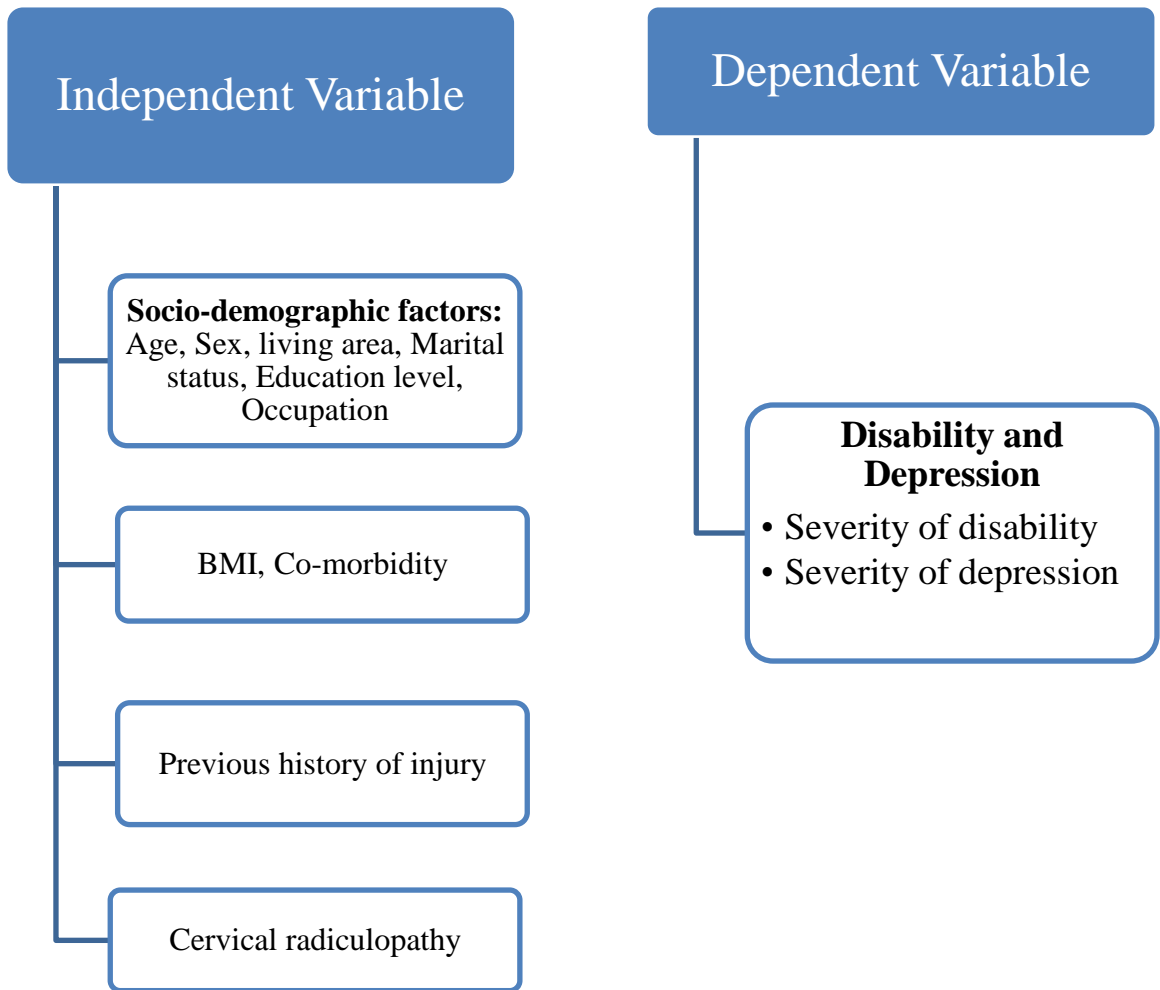 Independent Variable
Socio-demographic factors:
Age, Sex, living area, Marital
status, Education level,
Occupation
BMI, Co-morbidity
Previous history of injury
Cervical radiculopathy
Dependent Variable
Disability and
Depression
• Severity of disability
• Severity of depression